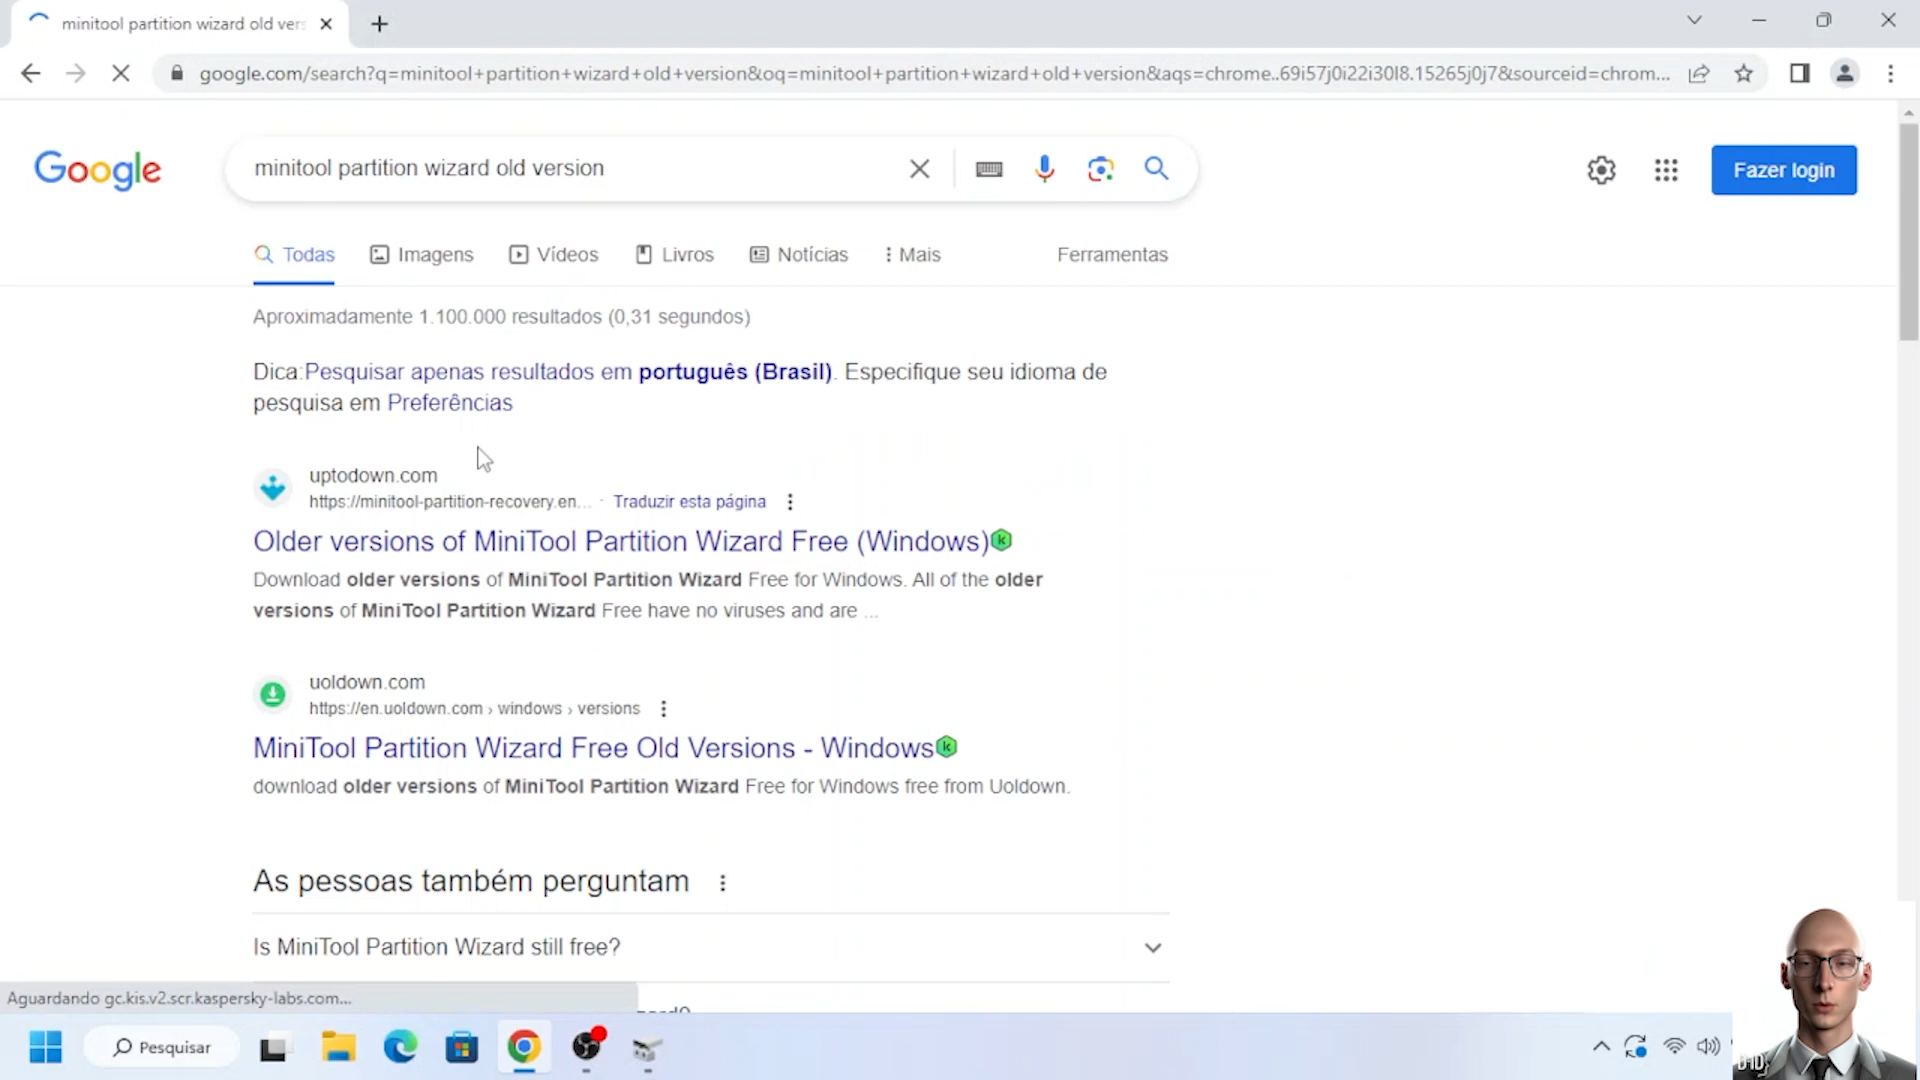 minitool partition wizard old vers
google.com/search?q=minitool+partition+wizard+old+version&oq=minitool+partition+wizard+old+version&aqs=chrome..69i57j0i22i30l8.15265j0j7&sourceid=chrom...
Google
minitool partition wizard old version
Fazer login
Todas
Imagens
Vídeos
Livros
Notícias
Mais
Ferramentas
Aproximadamente 1.100.000 resultados (0,31 segundos)
Dica:Pesquisar apenas resultados em português (Brasil). Especifique seu idioma de
pesquisa em Preferências
uptodown.com
https://minitool-partition-recovery.en... · Traduzir esta página
Older versions of MiniTool Partition Wizard Free (Windows)
Download older versions of MiniTool Partition Wizard Free for Windows. All of the older
versions of MiniTool Partition Wizard Free have no viruses and are ...
uoldown.com
https://en.uoldown.com › windows › versions
MiniTool Partition Wizard Free Old Versions - Windows
download older versions of MiniTool Partition Wizard Free for Windows free from Uoldown.
As pessoas também perguntam
Is MiniTool Partition Wizard still free?
Aguardando gc.kis.v2.scr.kaspersky-labs.com...
Pesquisar